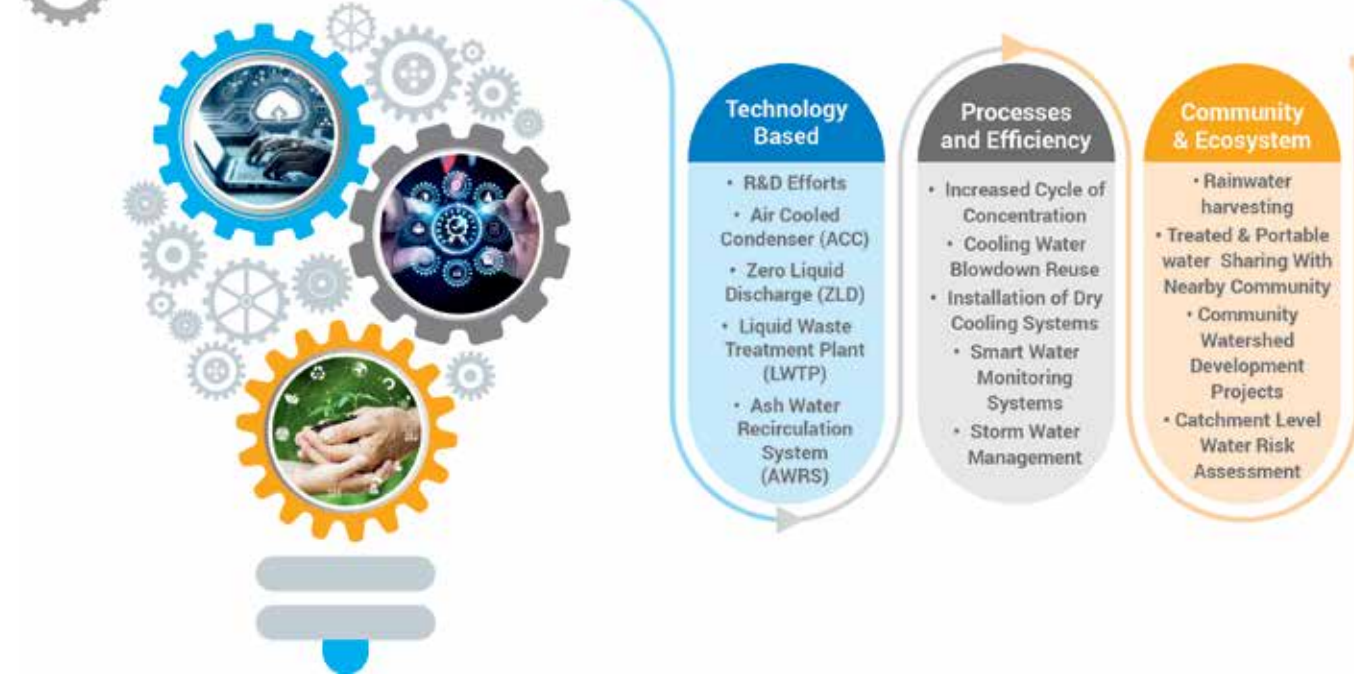 Technology
Based
• R&D Efforts
• Air Cooled
Condenser (ACC)
• Zero Liquid
Discharge (ZLD)
• Liquid Waste
Treatment Plant
(LWTP)
• Ash Water
Recirculation
System
(AWRS)
Processes
and Efficiency
• Increased Cycle of
Concentration
• Cooling Water
Blowdown Reuse
• Installation of Dry
Cooling Systems
• Smart Water
Monitoring
Systems
• Storm Water
Management
Community
& Ecosystem
• Rainwater
harvesting
• Treated & Portable
water Sharing With
Nearby Community
• Community
Watershed
Development
Projects
• Catchment Level
Water Risk
Assessment